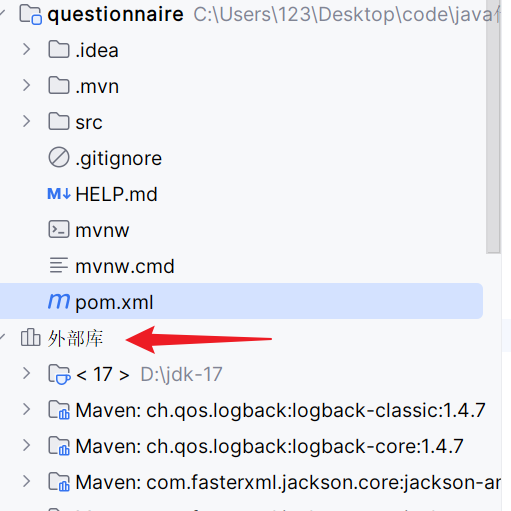 questionnaire C:\Users\123\Desktop\code\java
.idea
.mvn
src
.gitignore
M↓ HELP.md
mvnw
mvnw.cmd
m pom.xml
外部库
< 17 > D:\jdk-17
Maven: ch.qos.logback:logback-classic:1.4.7
Maven: ch.qos.logback:logback-core:1.4.7
Maven: com.fasterxml.jackson.core:jackson-an